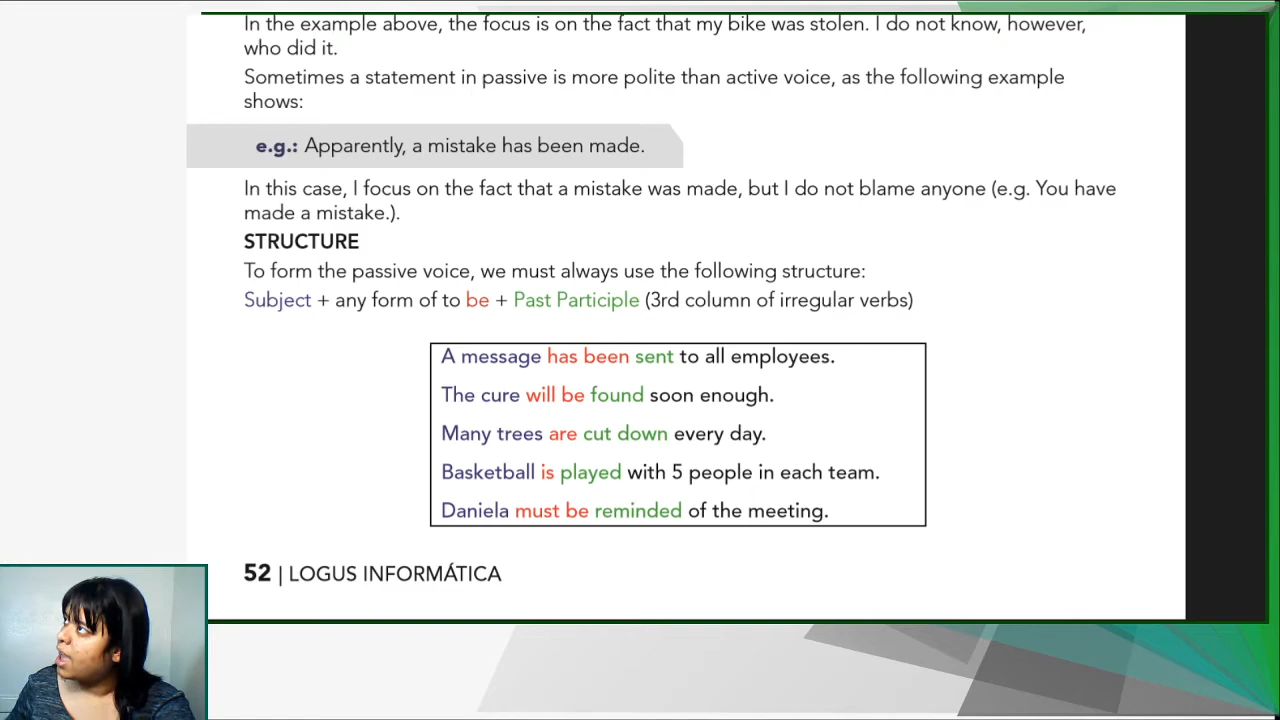 In the example above, the focus is on the fact that my bike was stolen. I do not know, however,
who did it.
Sometimes a statement in passive is more polite than active voice, as the following example
shows:
e.g.: Apparently, a mistake has been made.
In this case, I focus on the fact that a mistake was made, but I do not blame anyone (e.g. You have
made a mistake.).
STRUCTURE
To form the passive voice, we must always use the following structure:
Subject + any form of to be + Past Participle (3rd column of irregular verbs)
A message has been sent to all employees.
The cure will be found soon enough.
Many trees are cut down every day.
Basketball is played with 5 people in each team.
Daniela must be reminded of the meeting.
52 | LOGUS INFORMÁTICA